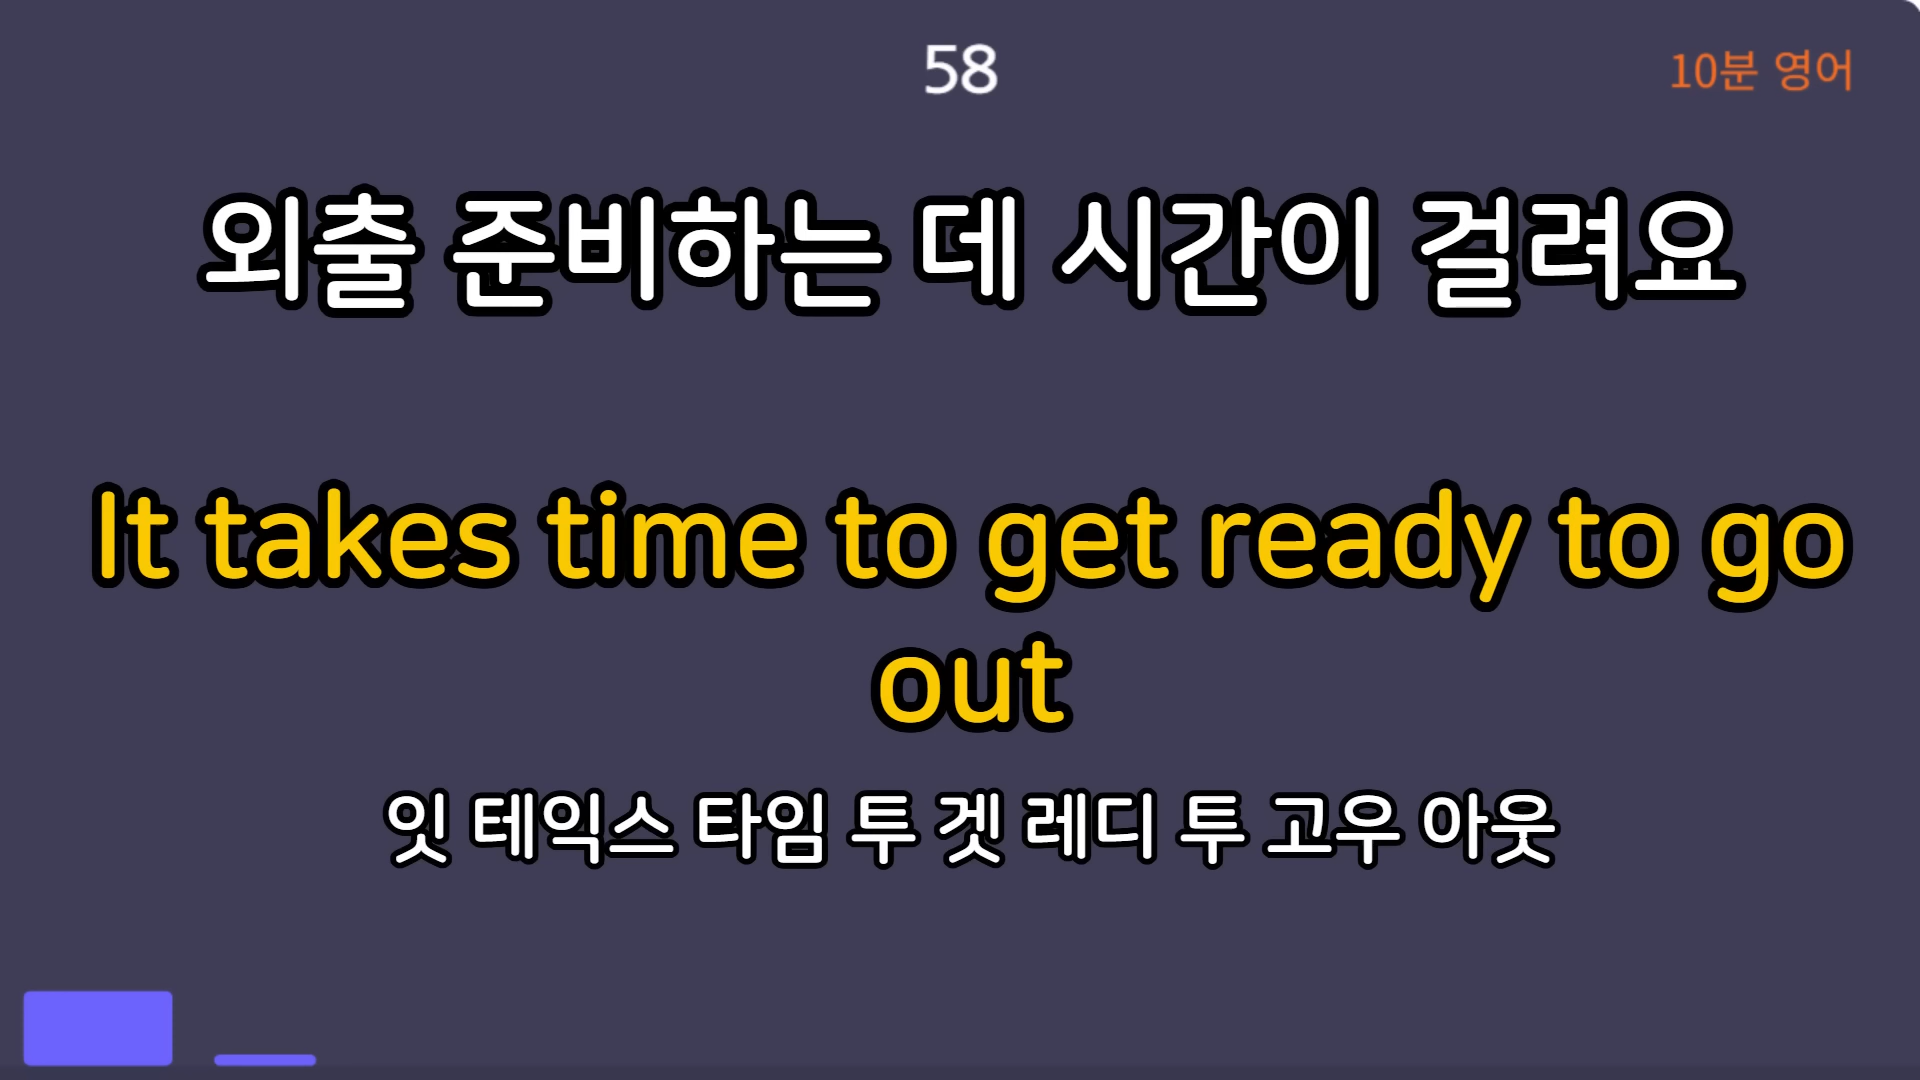 58
10분 영어
외출 준비하는 데 시간이 걸려요
It takes time to get ready to go
out
잇 테익스 타임 투 겟 레디 투 고우 아웃